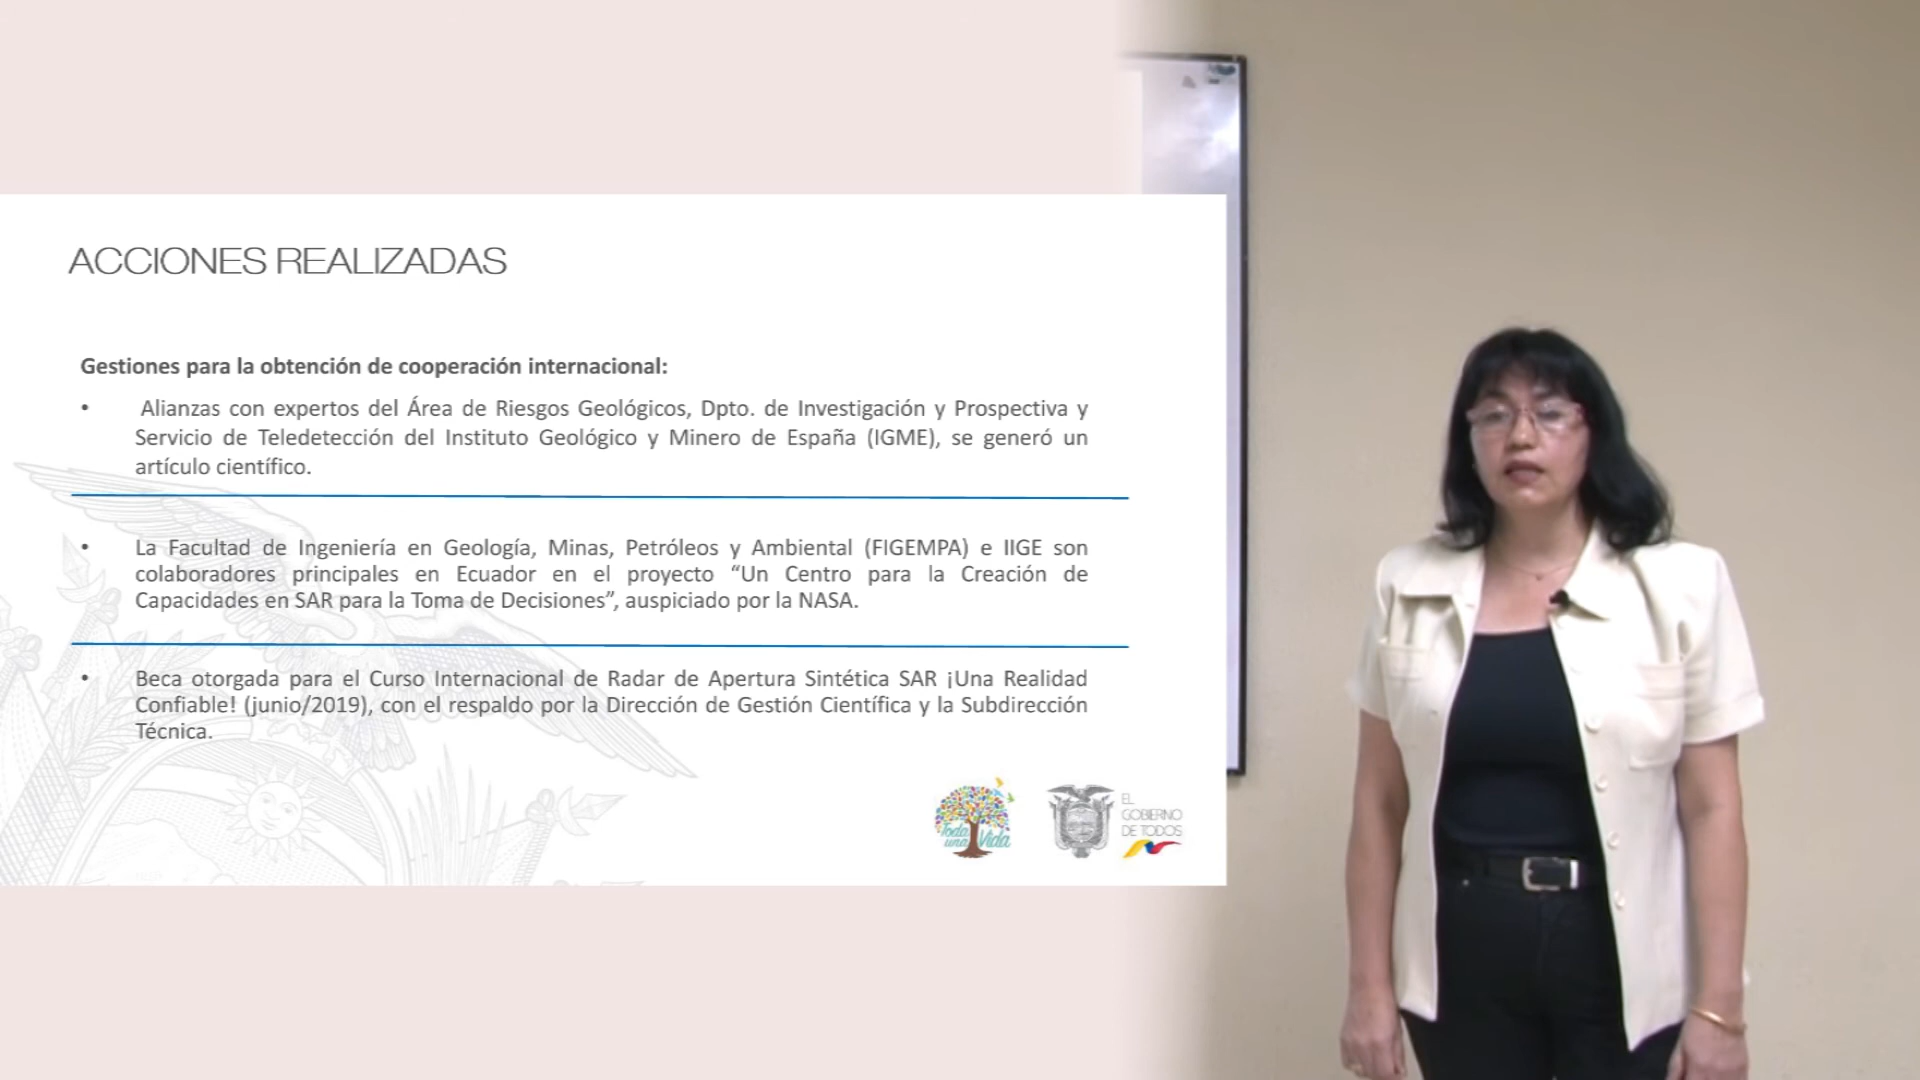 ACCIONES REALIZADAS
Gestiones para la obtención de cooperación internacional:
• Alianzas con expertos del Área de Riesgos Geológicos, Dpto. de Investigación y Prospectiva y
Servicio de Teledetección del Instituto Geológico y Minero de España (IGME), se generó un
artículo científico.
• La Facultad de Ingeniería en Geología, Minas, Petróleos y Ambiental (FIGEMPA) e IIGE son
colaboradores principales en Ecuador en el proyecto “Un Centro para la Creación de
Capacidades en SAR para la Toma de Decisiones”, auspiciado por la NASA.
• Beca otorgada para el Curso Internacional de Radar de Apertura Sintética SAR ¡Una Realidad
Confiable! (junio/2019), con el respaldo por la Dirección de Gestión Científica y la Subdirección
Técnica.
Toda
una Vida
EL
GOBIERNO
DE TODOS